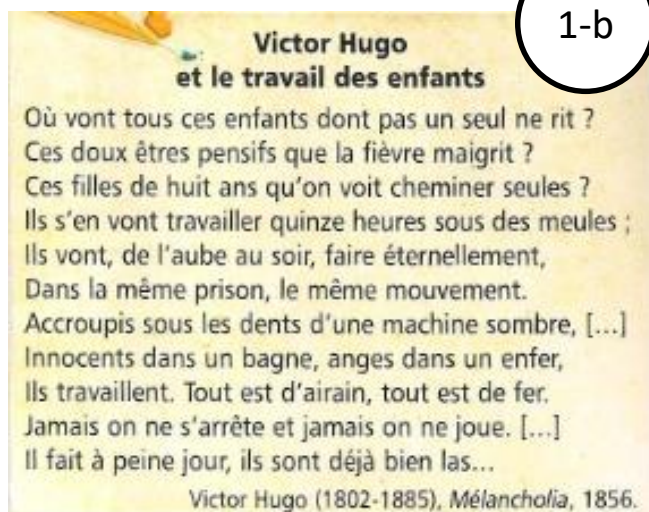 1-b
Victor Hugo
et le travail des enfants
Où vont tous ces enfants dont pas un seul ne rit ?
Ces doux êtres pensifs que la fièvre maigrit ?
Ces filles de huit ans qu'on voit cheminer seules ?
Ils s'en vont travailler quinze heures sous des meules ;
Ils vont, de l'aube au soir, faire éternellement,
Dans la même prison, le même mouvement.
Accroupis sous les dents d'une machine sombre, [...]
Innocents dans un bagne, anges dans un enfer,
Ils travaillent. Tout est d'airain, tout est de fer.
Jamais on ne s'arrête et jamais on ne joue. [...]
Il fait à peine jour, ils sont déjà bien las...
Victor Hugo (1802-1885), Mélancholia, 1856.